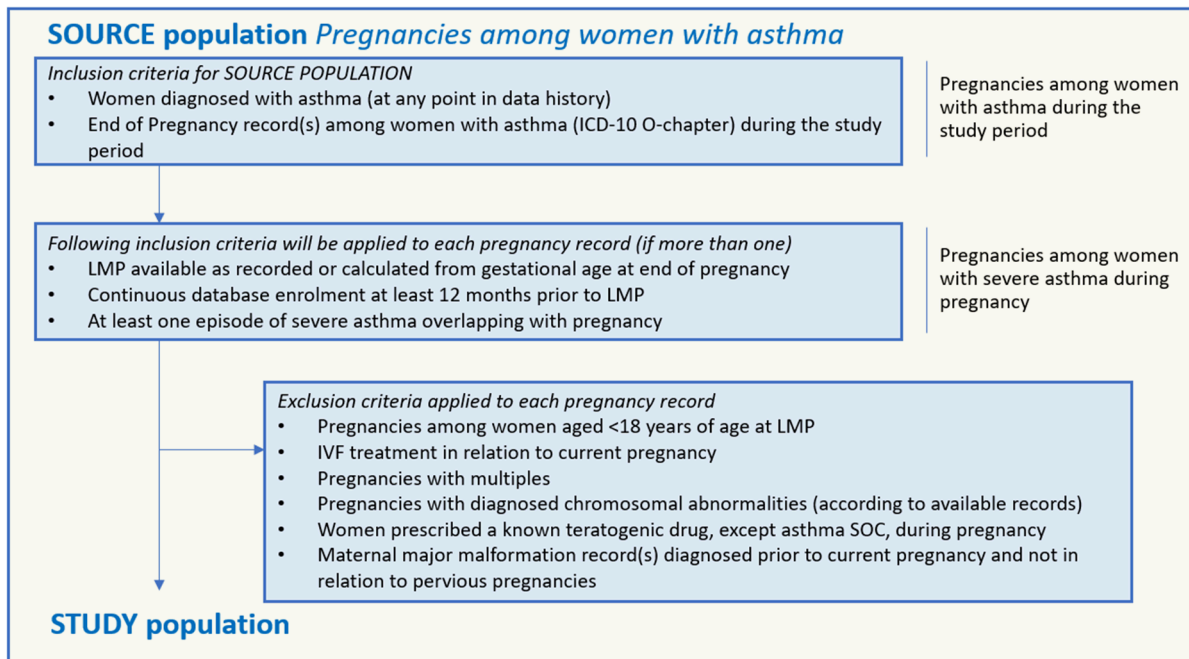 SOURCE population Pregnancies among women with asthma
Inclusion criteria for SOURCE POPULATION
• Women diagnosed with asthma (at any point in data history)
• End of Pregnancy record(s) among women with asthma (ICD-10 O-chapter) during the study
period
Pregnancies among women
with asthma during the
study period
Following inclusion criteria will be applied to each pregnancy record (if more than one)
• LMP available as recorded or calculated from gestational age at end of pregnancy
• Continuous database enrolment at least 12 months prior to LMP
• At least one episode of severe asthma overlapping with pregnancy
Pregnancies among women
with severe asthma during
pregnancy
Exclusion criteria applied to each pregnancy record
• Pregnancies among women aged <18 years of age at LMP
• IVF treatment in relation to current pregnancy
• Pregnancies with multiples
• Pregnancies with diagnosed chromosomal abnormalities (according to available records)
• Women prescribed a known teratogenic drug, except asthma SOC, during pregnancy
• Maternal major malformation record(s) diagnosed prior to current pregnancy and not in
relation to pervious pregnancies
STUDY population